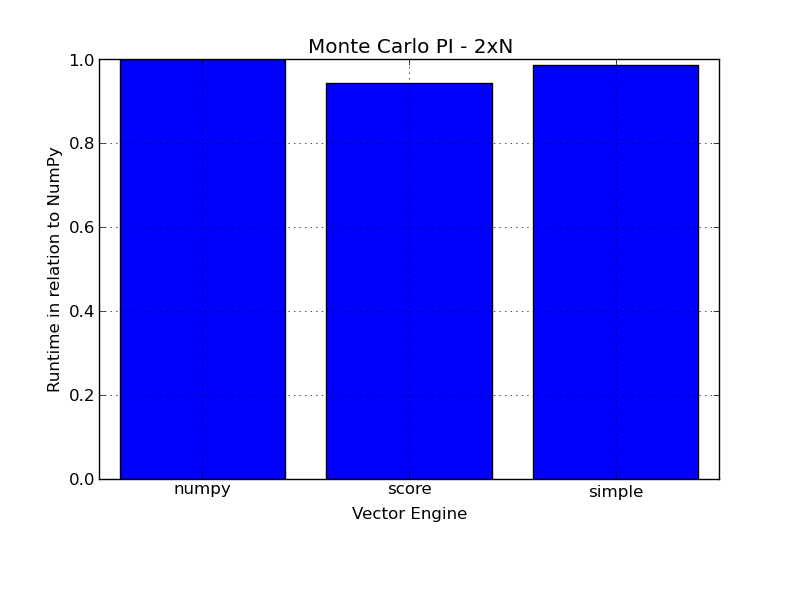 Monte Carlo PI - 2xN
Runtime in relation to NumPy
1.0
0.8
0.6
0.4
0.2
0.0
numpy
score
simple
Vector Engine